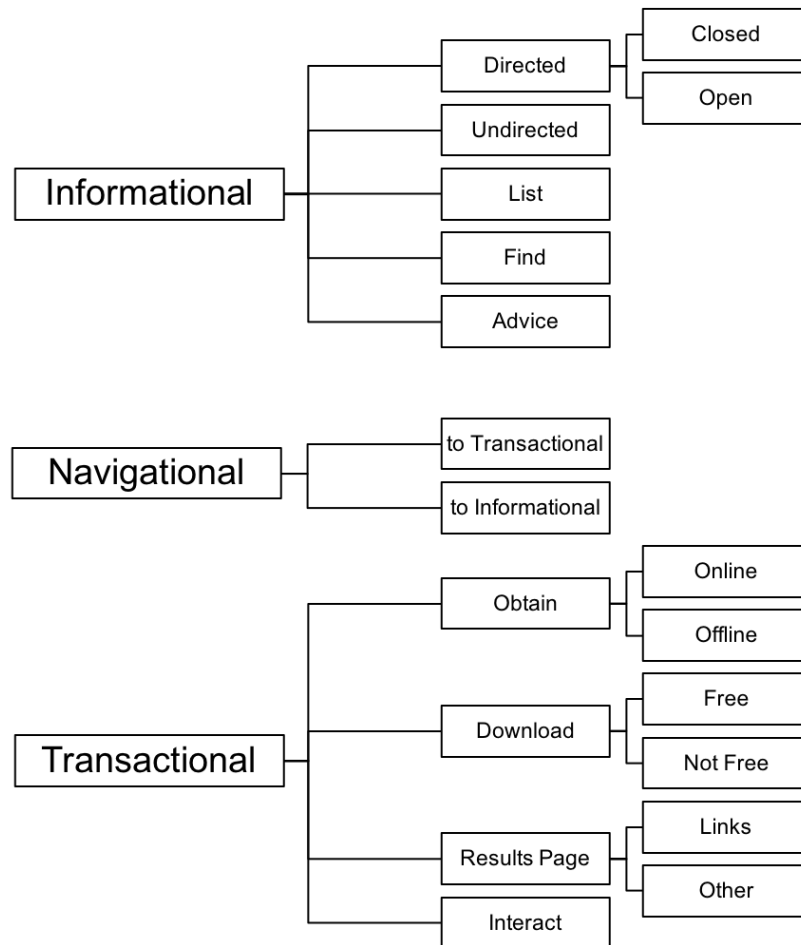 Informational
Directed
Closed
Open
Undirected
List
Find
Advice
Navigational
to Transactional
to Informational
Transactional
Obtain
Online
Offline
Download
Free
Not Free
Results Page
Links
Other
Interact